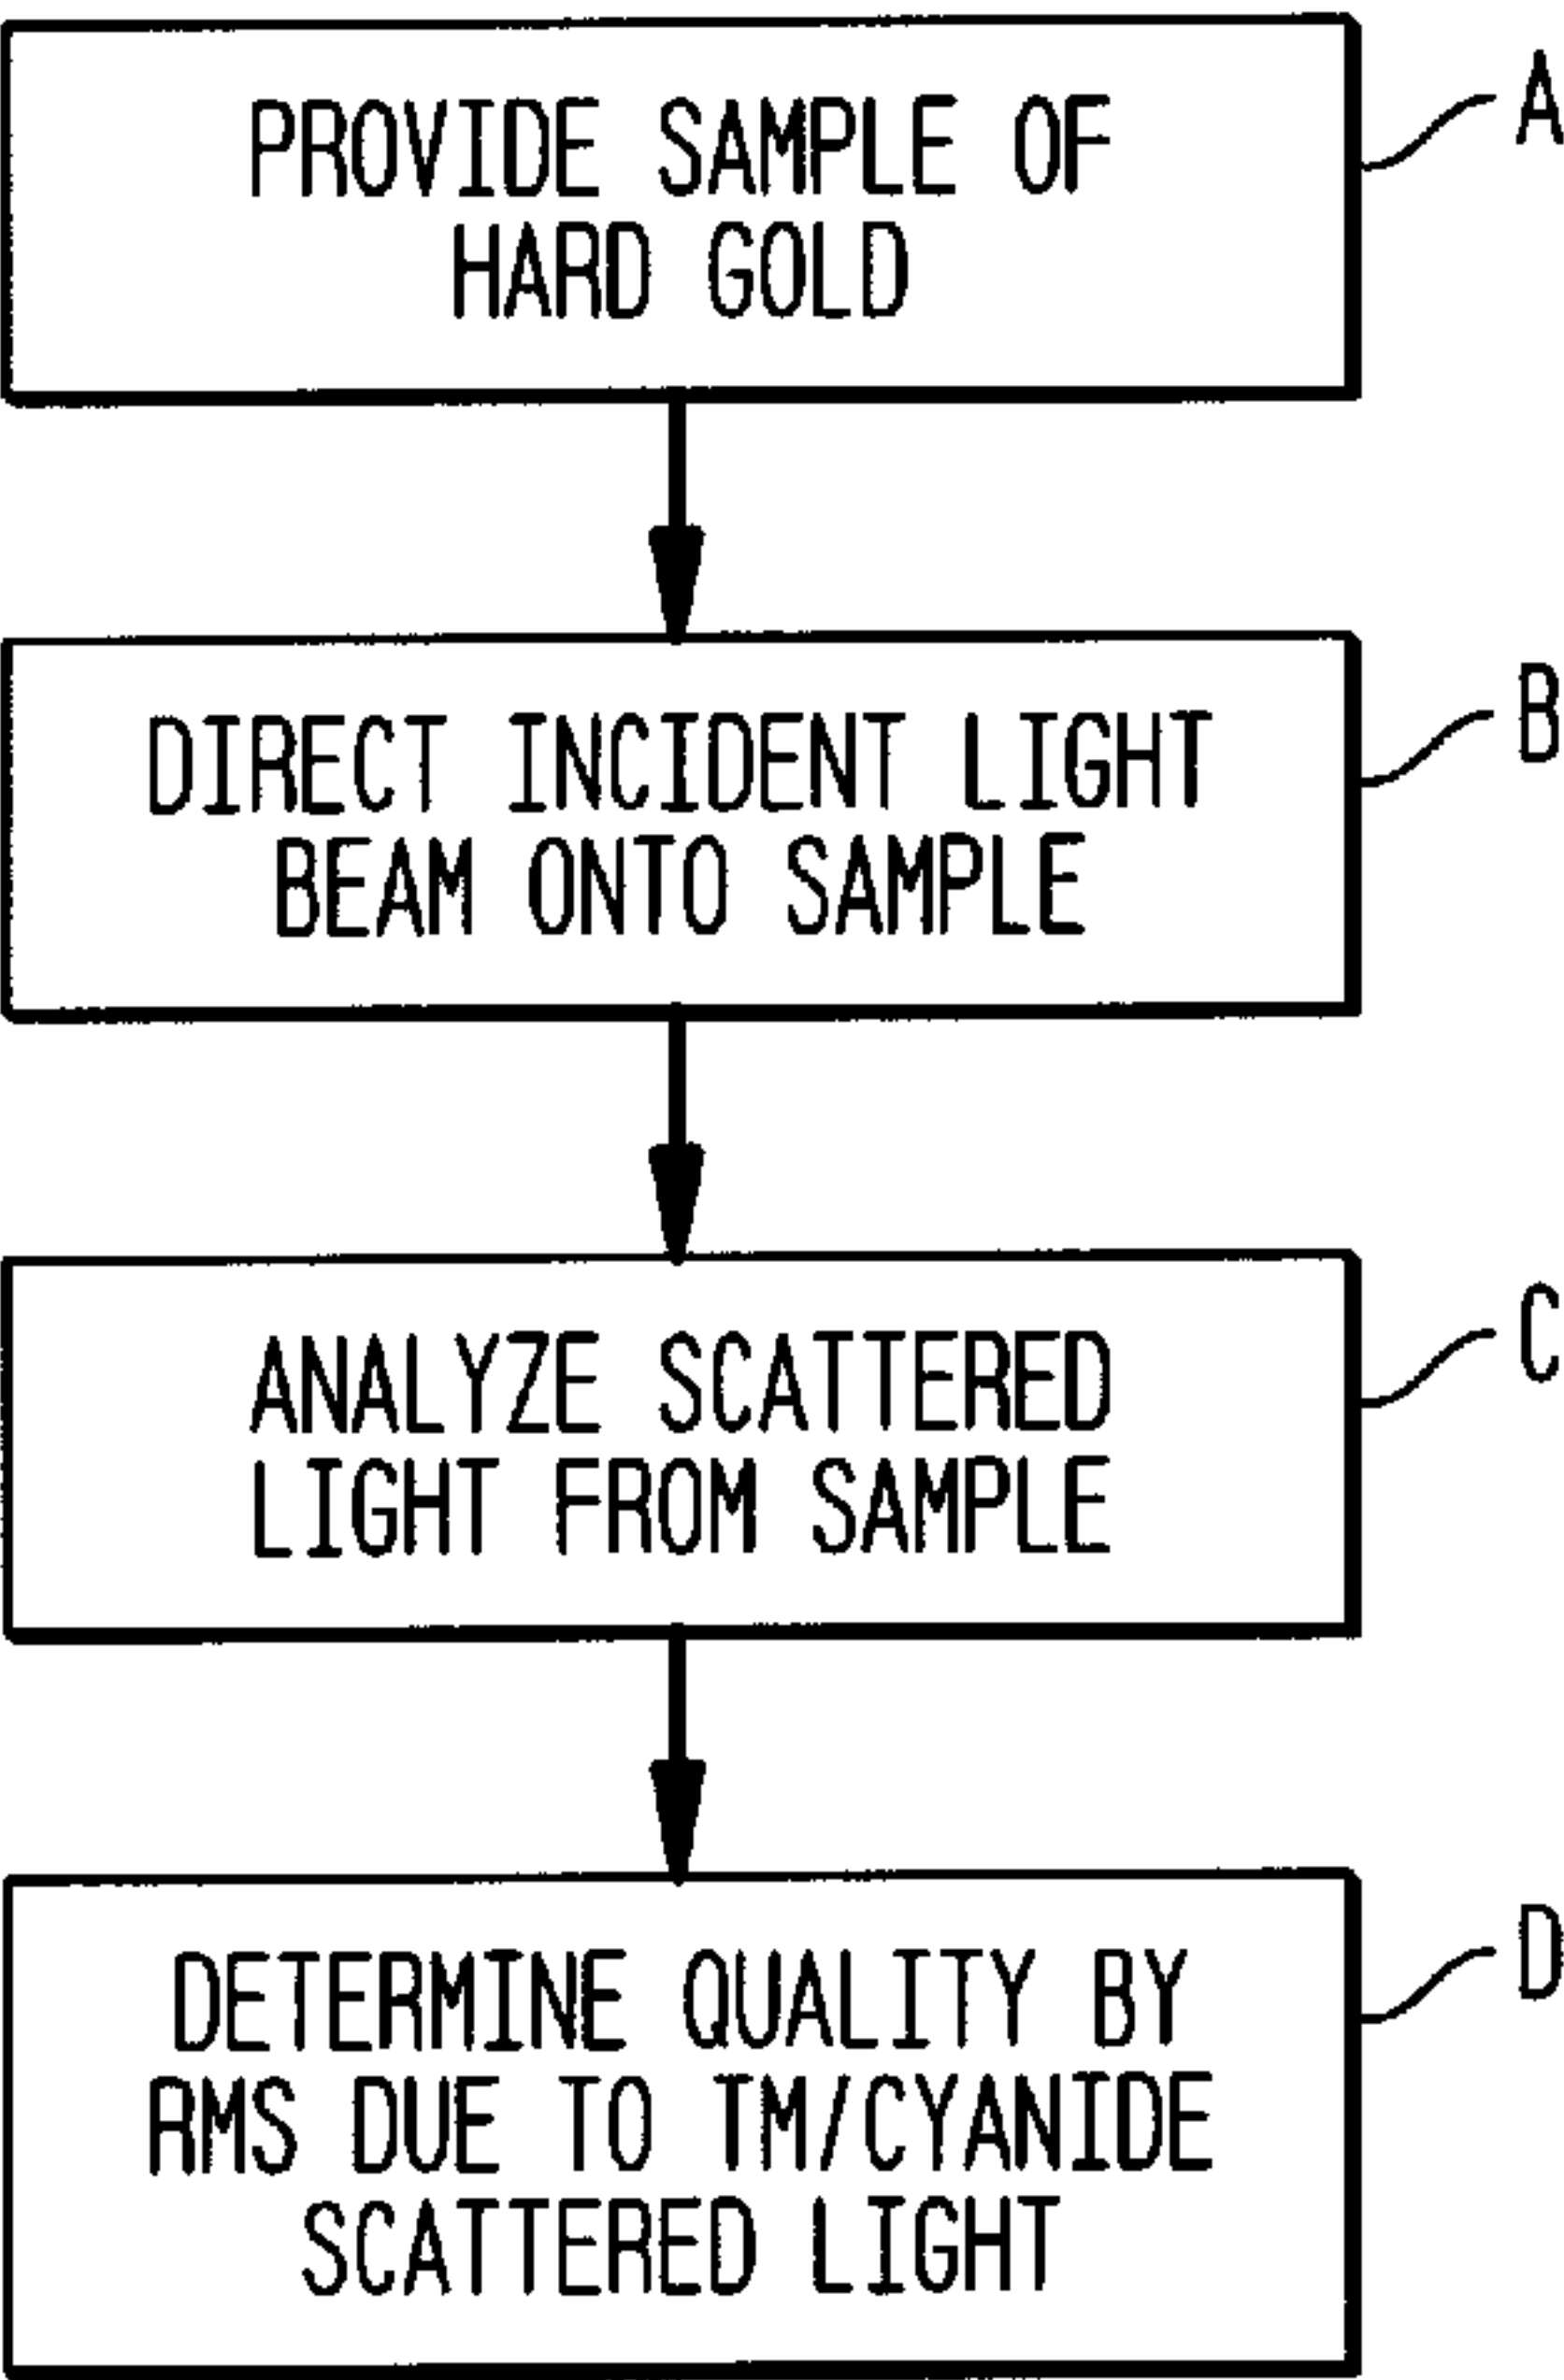 PROVIDE SAMPLE OF
HARD GOLD
A
DIRECT INCIDENT LIGHT
BEAM ONTO SAMPLE
B
ANALYZE SCATTERED
LIGHT FROM SAMPLE
C
DETERMINE QUALITY BY
RMS DUE TO TM/CYANIDE
SCATTERED LIGHT
D